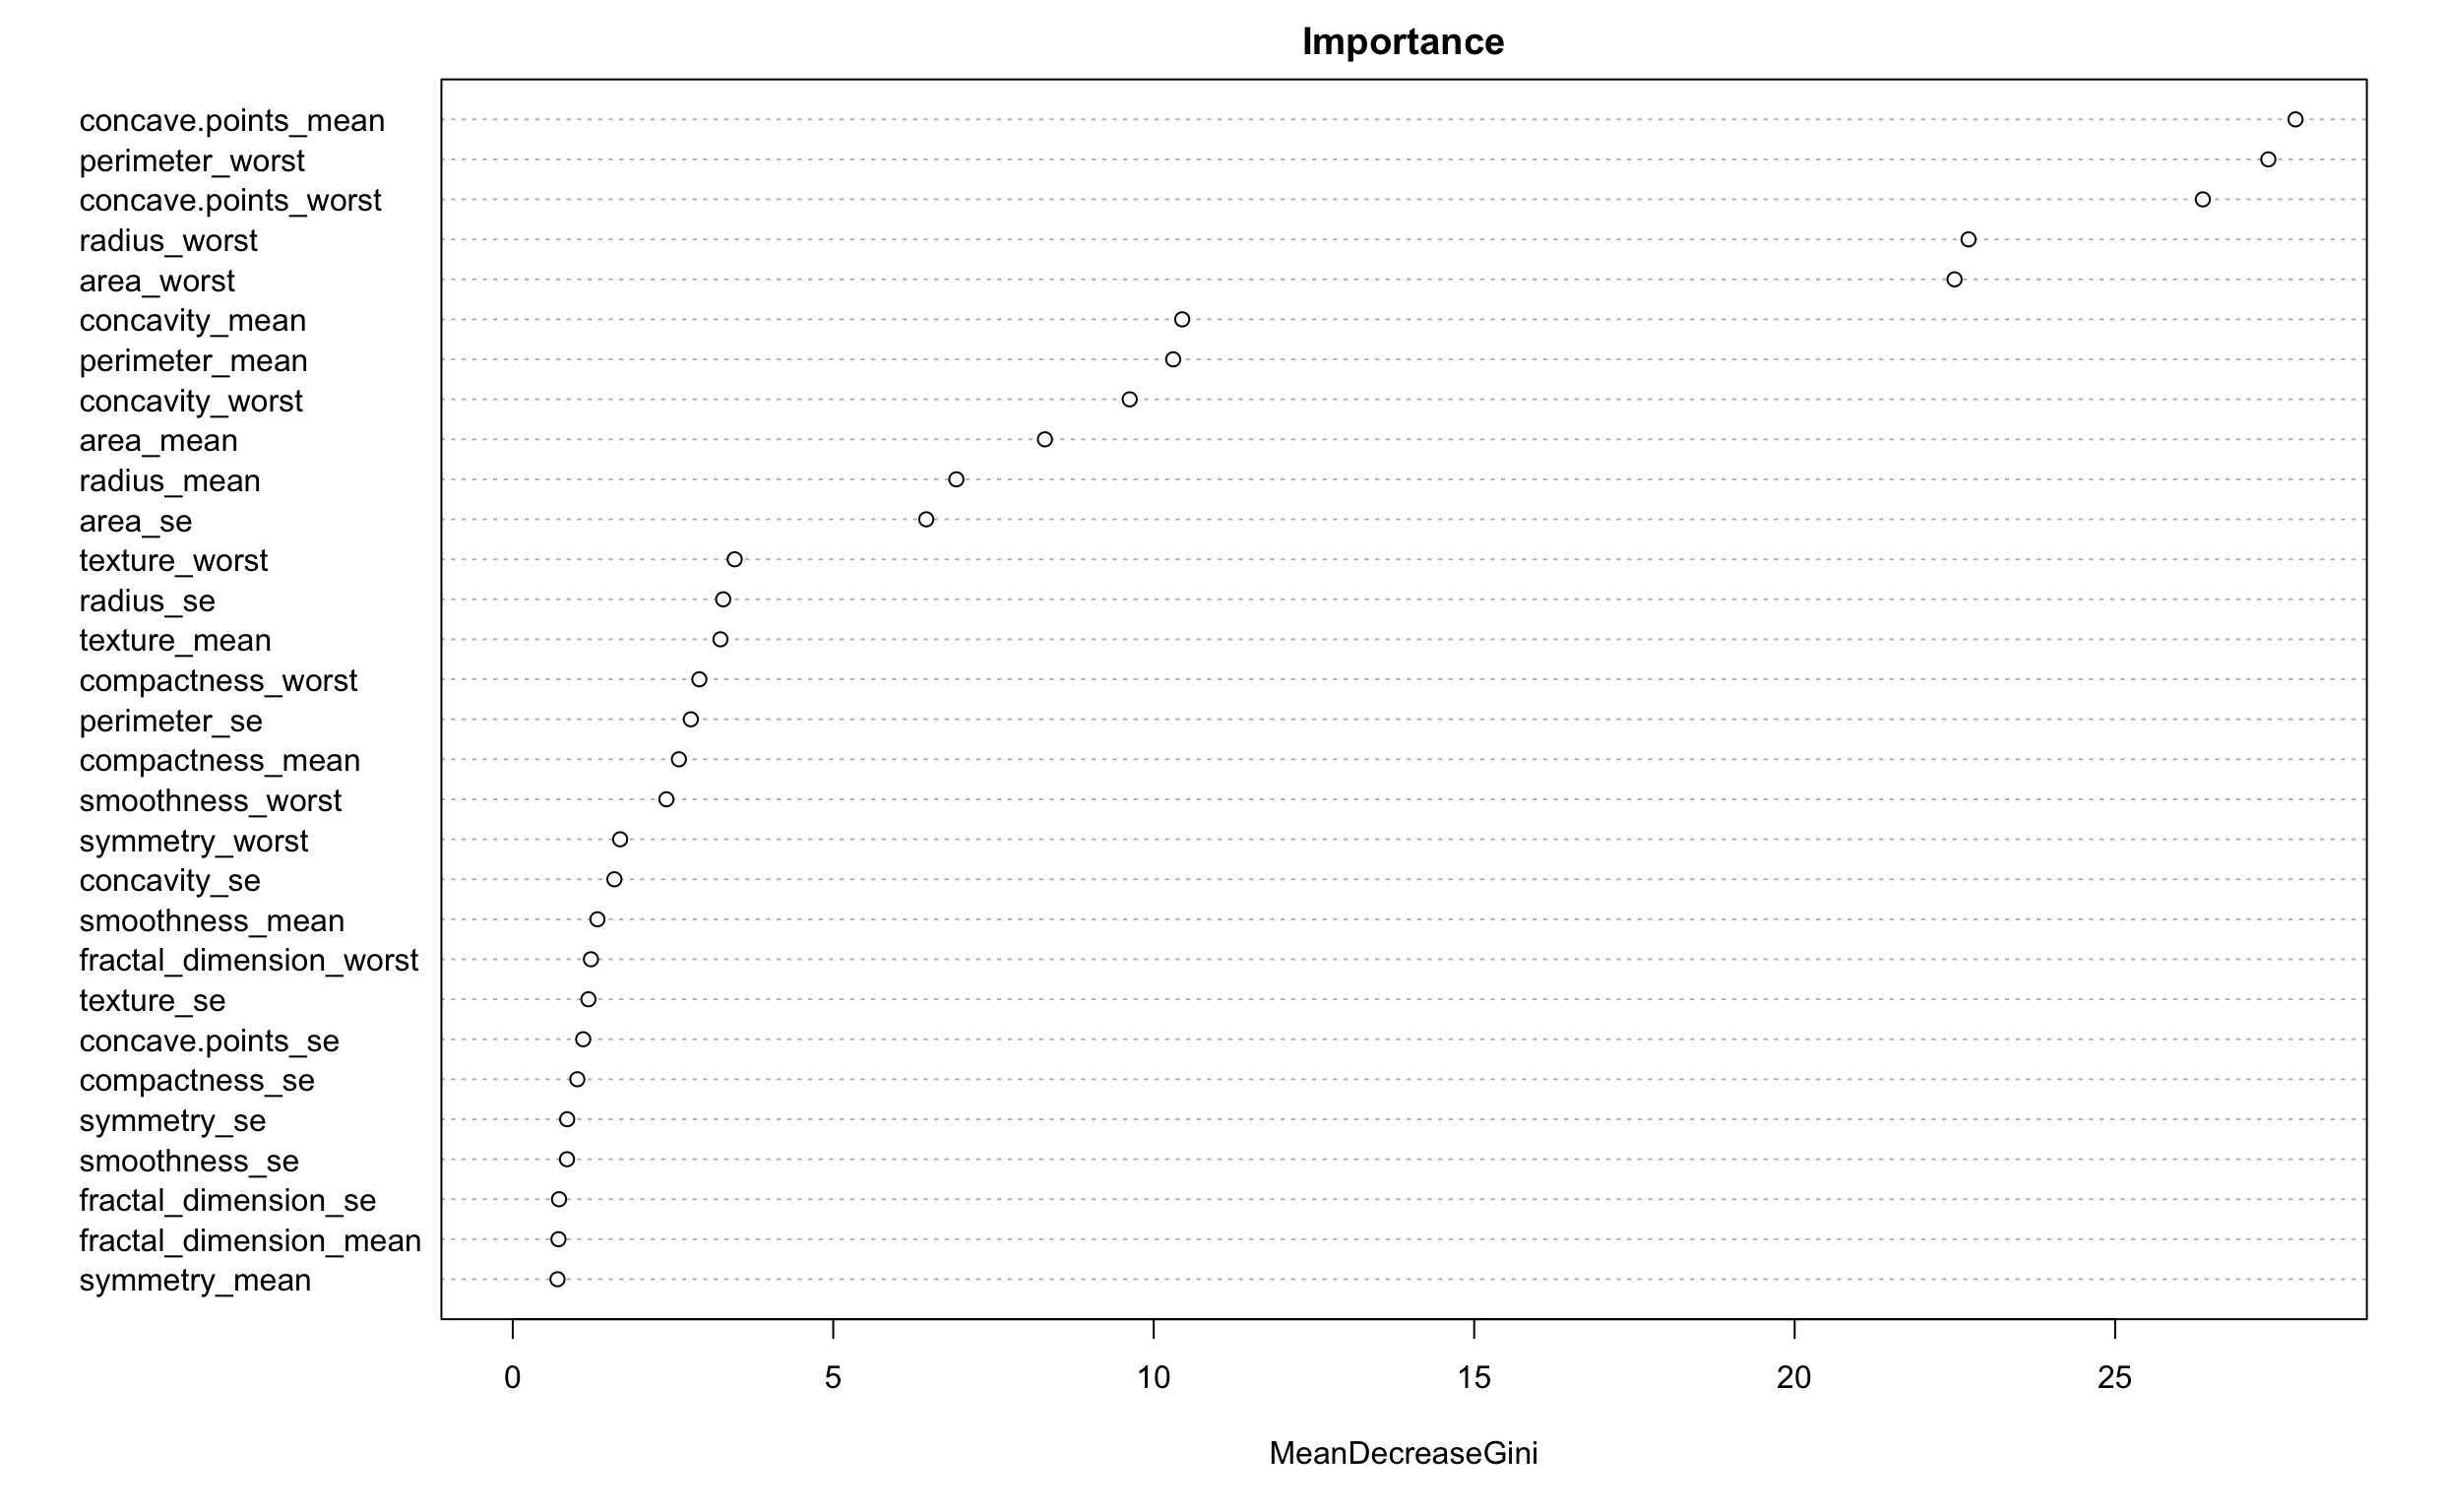 Importance
concave.points_mean
perimeter_worst
concave.points_worst
radius_worst
area_worst
concavity_mean
perimeter_mean
concavity_worst
area_mean
radius_mean
area_se
texture_worst
radius_se
texture_mean
compactness_worst
perimeter_se
compactness_mean
smoothness_worst
symmetry_worst
concavity_se
smoothness_mean
fractal_dimension_worst
texture_se
concave.points_se
compactness_se
symmetry_se
smoothness_se
fractal_dimension_se
fractal_dimension_mean
symmetry_mean
0 5 10 15 20 25
MeanDecreaseGini